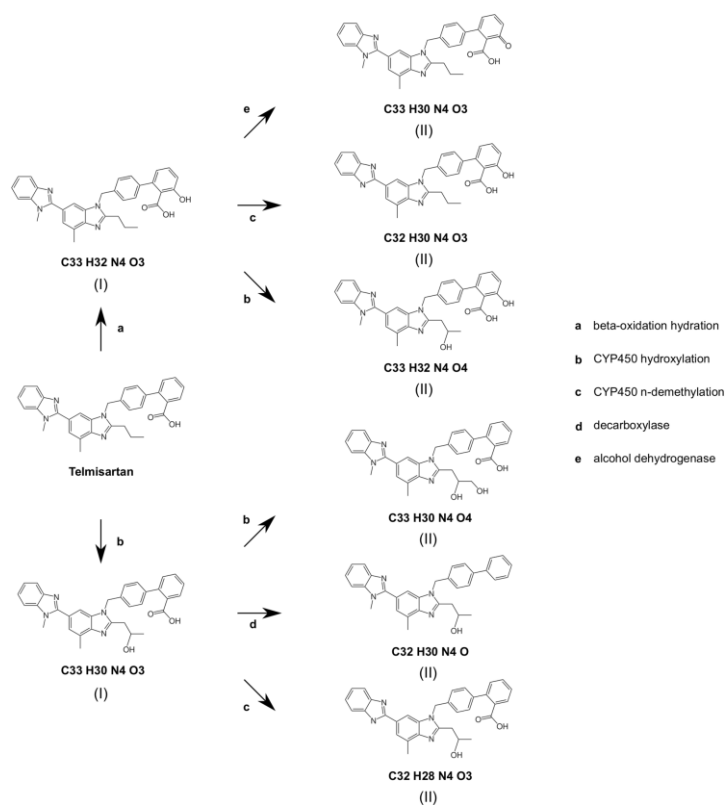 C33 H30 N4 O3
(II)
e
C33 H32 N4 O3
(I)
c
C32 H30 N4 O3
(II)
b
C33 H32 N4 O4
(II)
a
Telmisartan
b
C33 H30 N4 O3
(I)
b
C33 H30 N4 O4
(II)
d
C32 H30 N4 O
(II)
c
C32 H28 N4 O3
(II)
a beta-oxidation hydration
b CYP450 hydroxylation
c CYP450 n-demethylation
d decarboxylase
e alcohol dehydrogenase